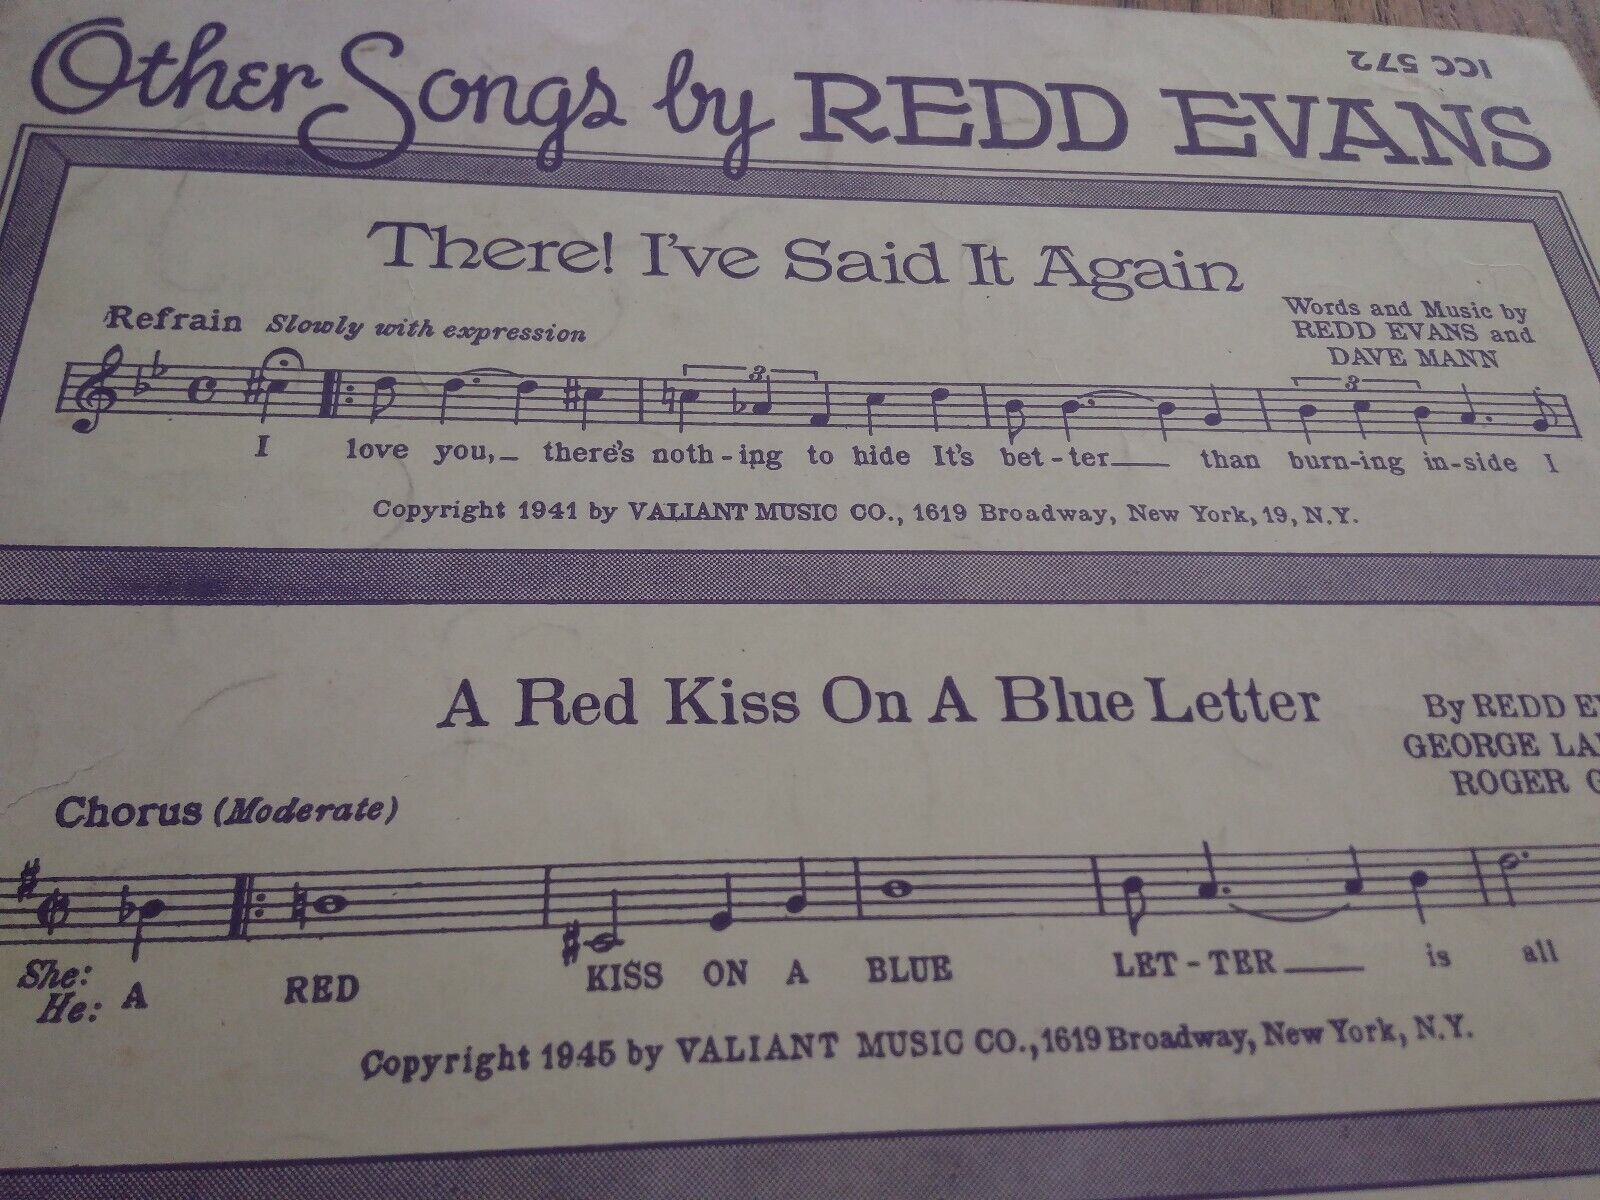 ICC 572
Other Songs by REDD EVANS
There! I've Said It Again
Refrain Slowly with expression
Words and Music by
REDD EVANS and
DAVE MANN
3
3
I love you,_ there's noth-ing to hide It's bet-ter___ than burn-ing in-side I
Copyright 1941 by VALIANT MUSIC CO., 1619 Broadway, New York, 19, N.Y.
A Red Kiss On A Blue Letter
By REDD
GEORGE
ROGER
Chorus (Moderate)
She:
He: A RED KISS ON A BLUE LET-TER____ is all
Copyright 1945 by VALIANT MUSIC CO., 1619 Broadway, New York, N.Y.